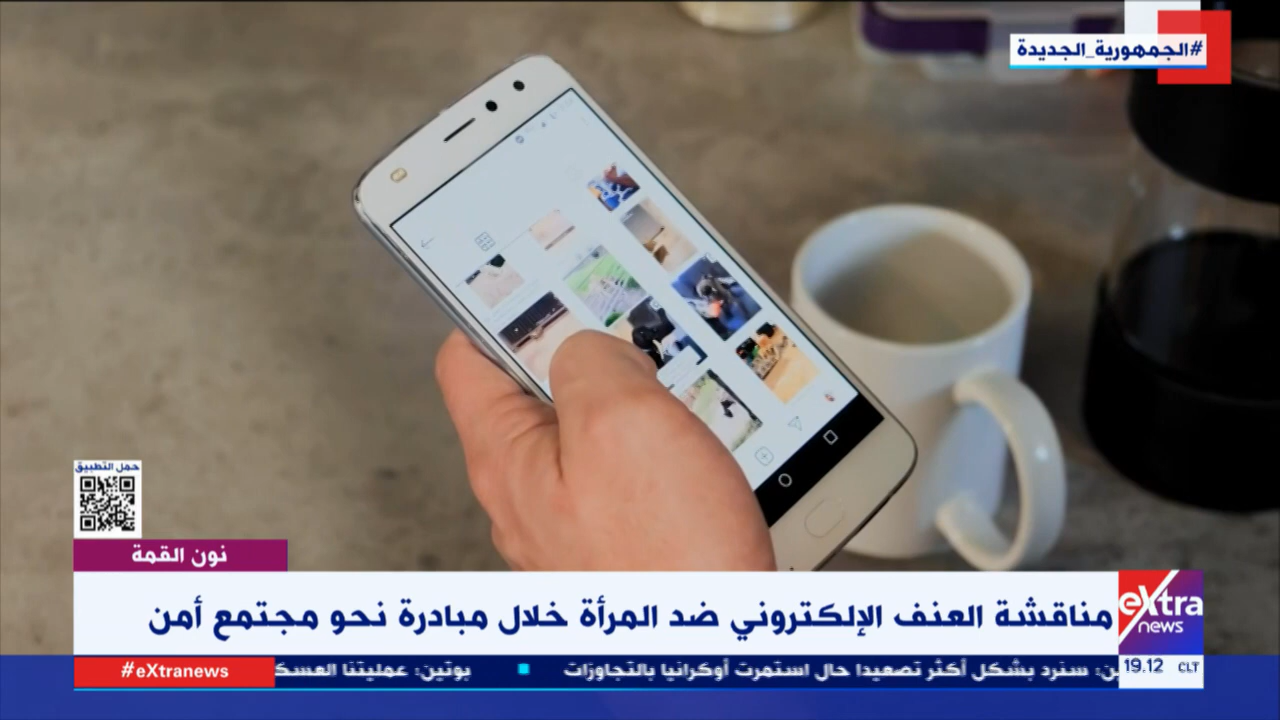 #الجمهورية_الجديدة
حمل التطبيق
نون القمة
مناقشة العنف الإلكتروني ضد المرأة خلال مبادرة نحو مجتمع أمن
eXtra
news
#eXtranews
سنرد بشكل أكثر تصعيدا حال استمرت أوكرانيا بالتجاوزات
بوتين: عمليتنا
19.12 CLT